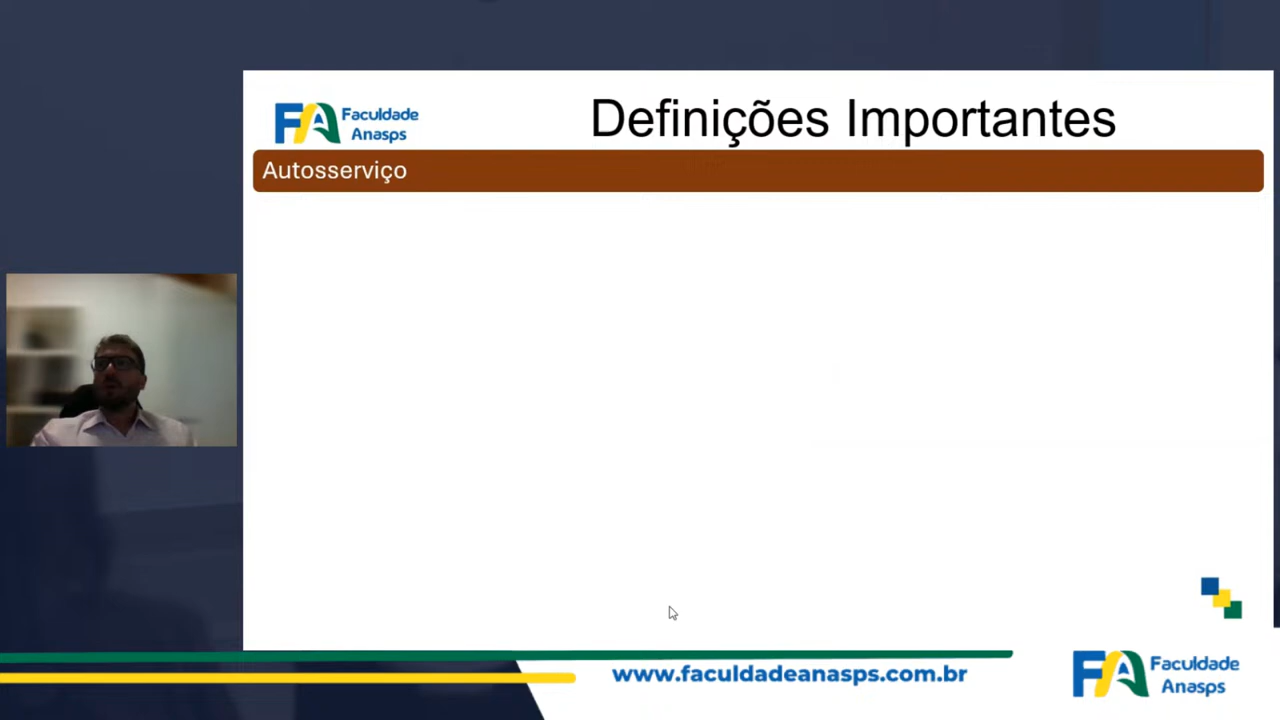 Faculdade
Anasps
Definições Importantes
Autosserviço
www.faculdadeanasps.com.br
Faculdade
Anasps